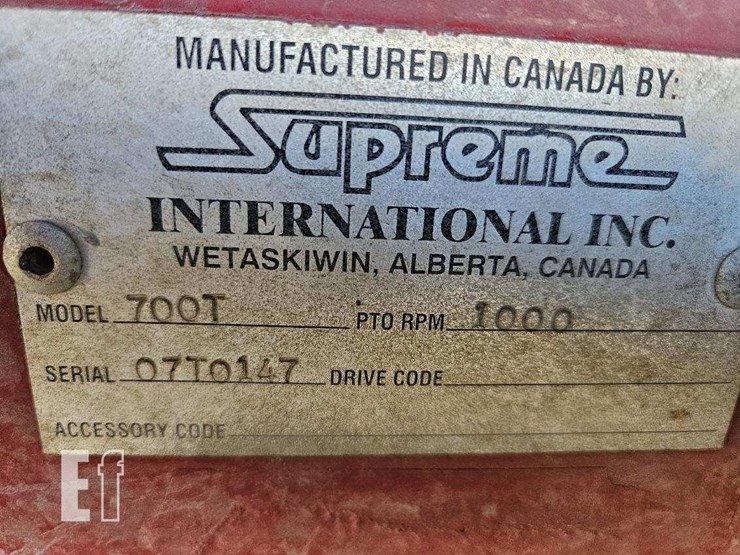 MANUFACTURED IN CANADA BY:
Supreme
INTERNATIONAL INC.
WETASKIWIN, ALBERTA, CANADA
MODEL 700T PTO RPM 1000
SERIAL 07T0147 DRIVE CODE
ACCESSORY CODE
Ef